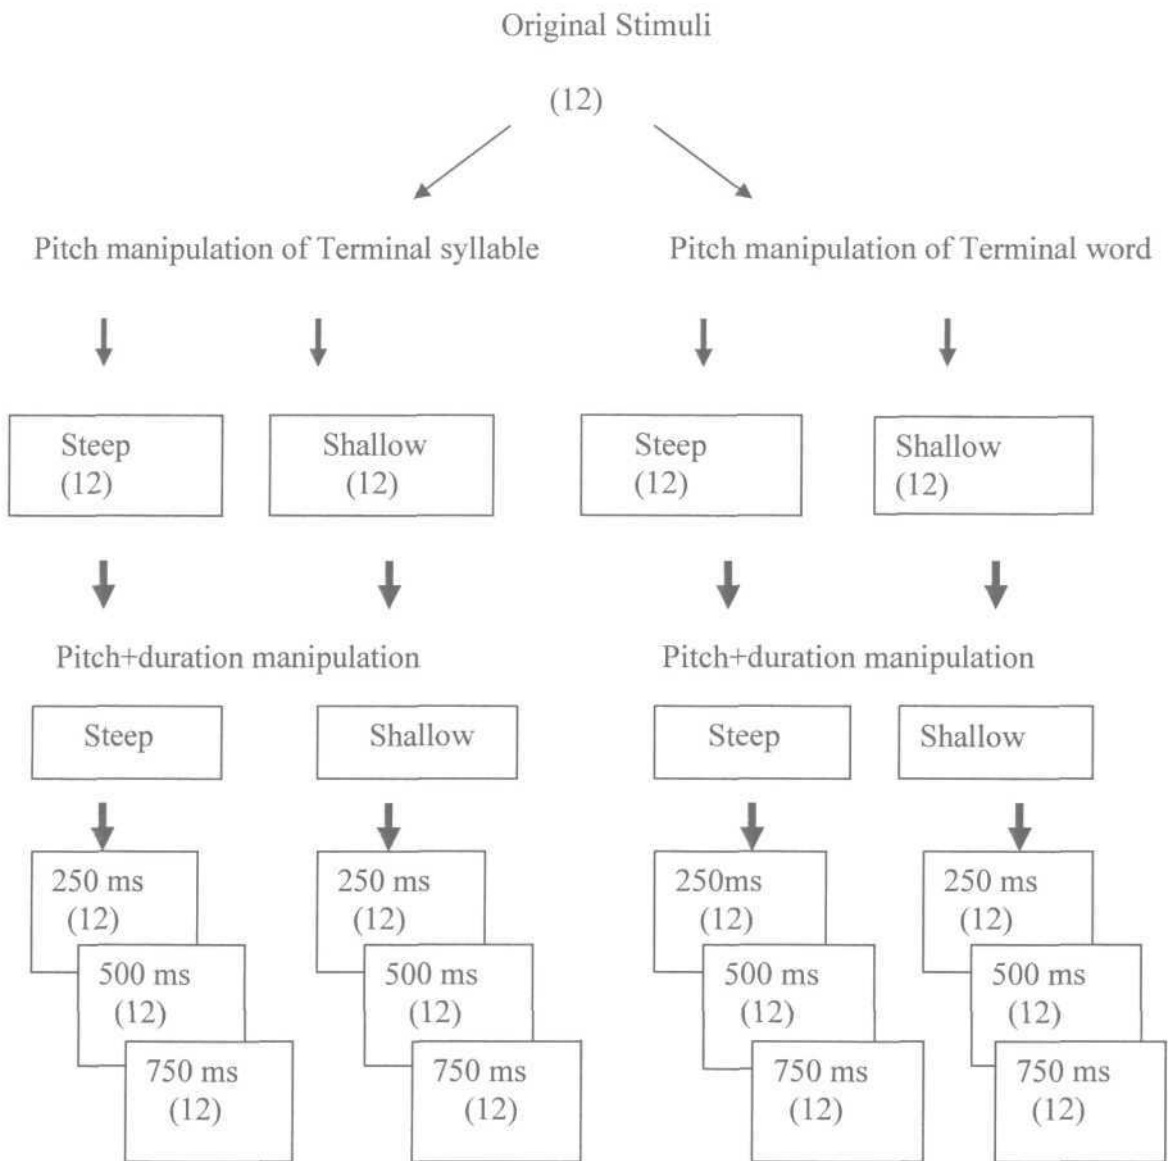 Original Stimuli
(12)
Pitch manipulation of Terminal syllable
Pitch manipulation of Terminal word
Steep
(12)
Shallow
(12)
Steep
(12)
Shallow
(12)
Pitch+duration manipulation
Pitch+duration manipulation
Steep
Shallow
Steep
Shallow
250 ms
(12)
500 ms
(12)
750 ms
(12)
250 ms
(12)
500 ms
(12)
750 ms
(12)
250ms
(12)
500 ms
(12)
750 ms
(12)
250 ms
(12)
500 ms
(12)
750 ms
(12)